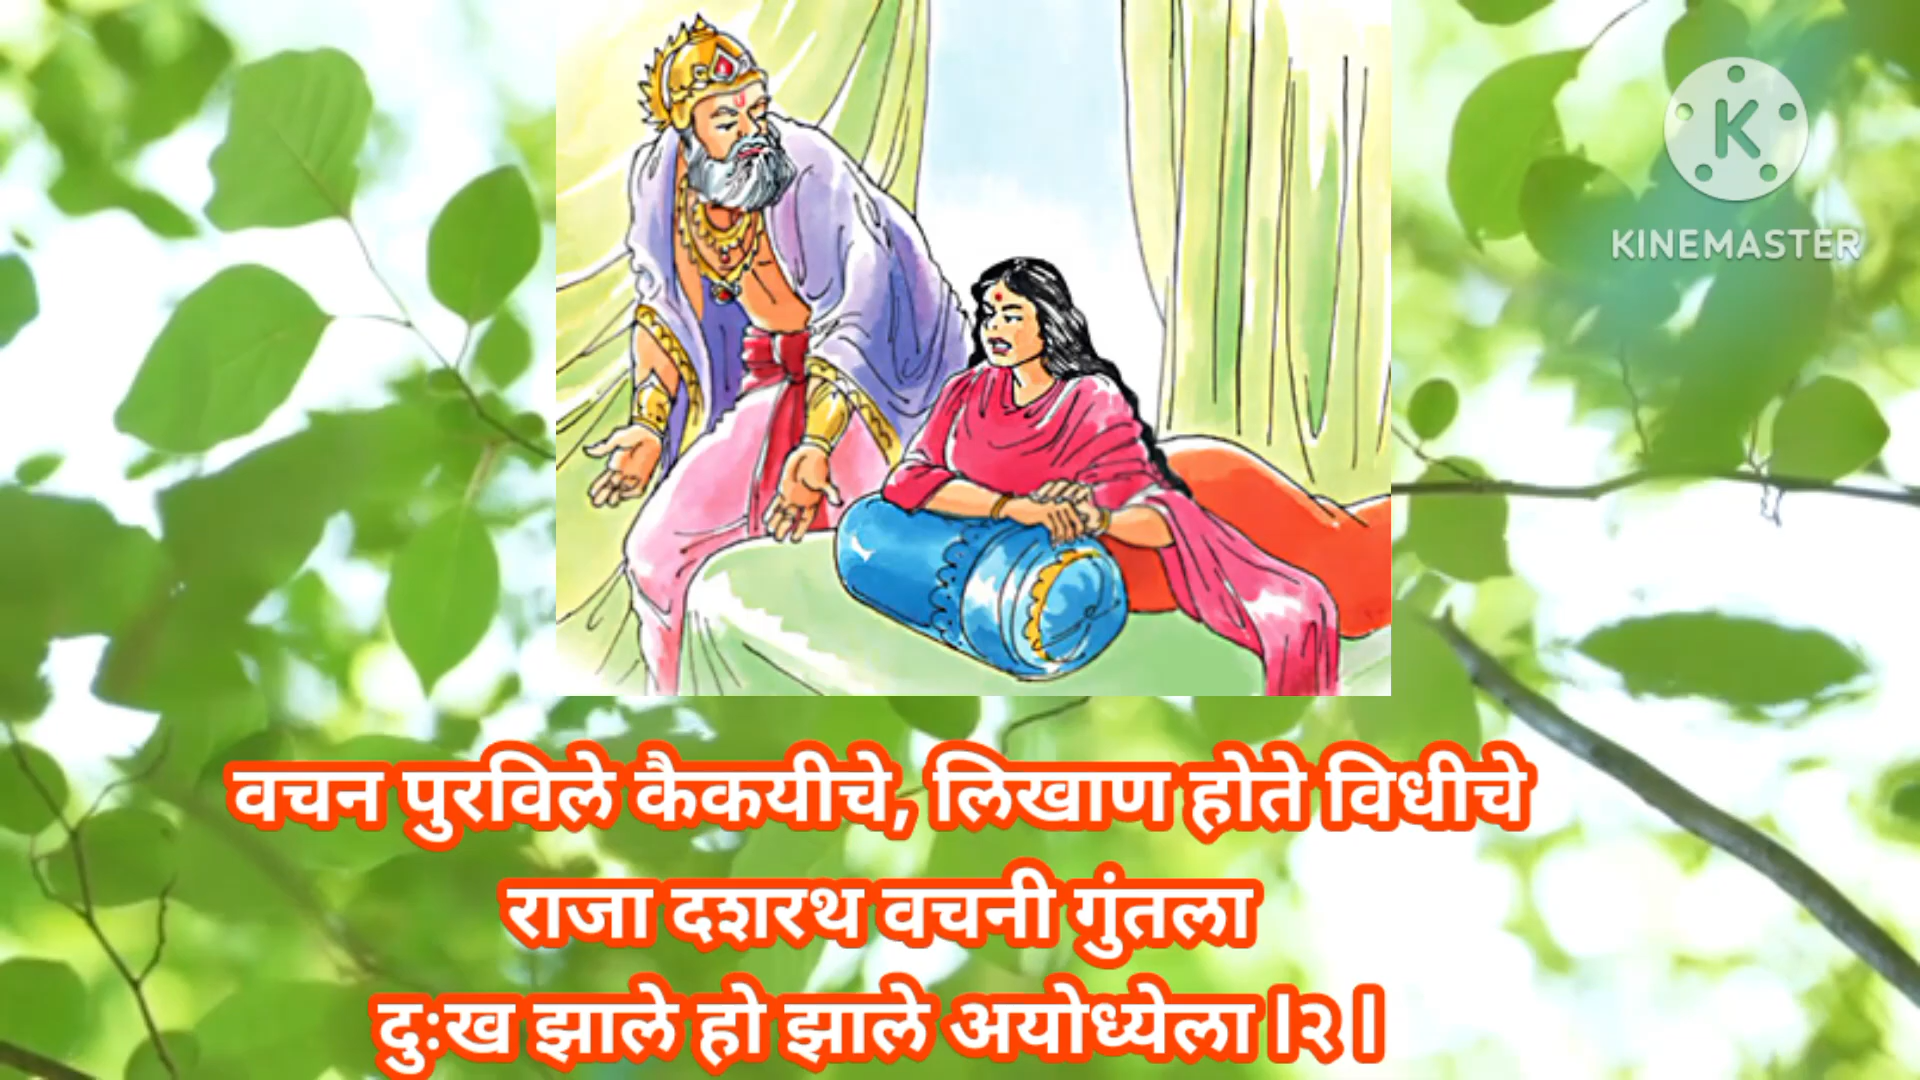 K
KINEMASTER
वचन पुरविले कैकयीचे, लिखाण होते विधीचे
राजा दशरथ वचनी गुंतला
दुःख झाले हो झाले अयोध्येला |२|